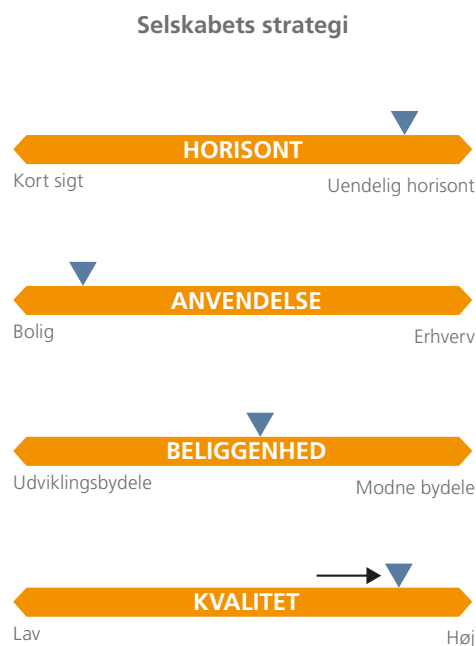 Selskabets strategi
HORISONT
Kort sigt
Uendelig horisont
ANVENDELSE
Bolig
Erhverv
BELIGGENHED
Udviklingsbydele
Modne bydele
KVALITET
Lav
Høj